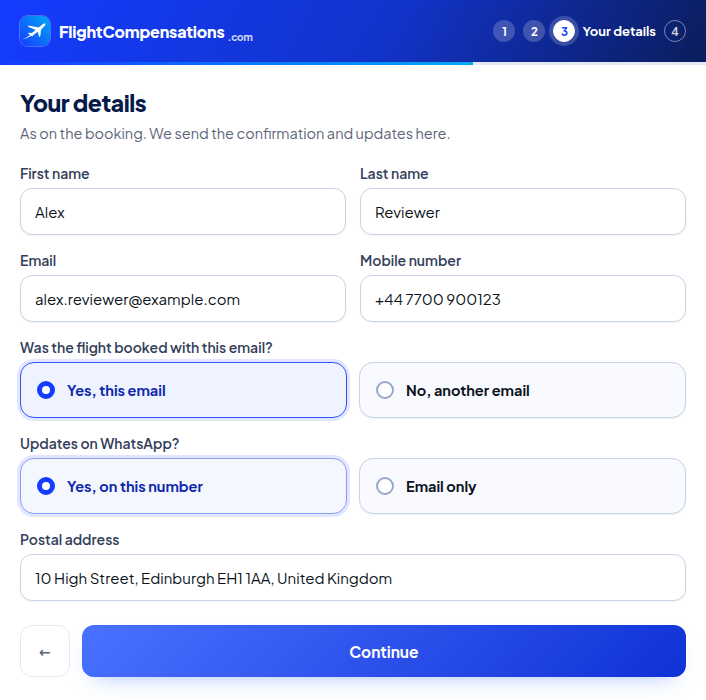 FlightCompensations .com
1 2 3 Your details 4
Your details
As on the booking. We send the confirmation and updates here.
First name Last name
Alex Reviewer
Email Mobile number
alex.reviewer@example.com +44 7700 900123
Was the flight booked with this email?
Yes, this email No, another email
Updates on WhatsApp?
Yes, on this number Email only
Postal address
10 High Street, Edinburgh EH1 1AA, United Kingdom
← Continue